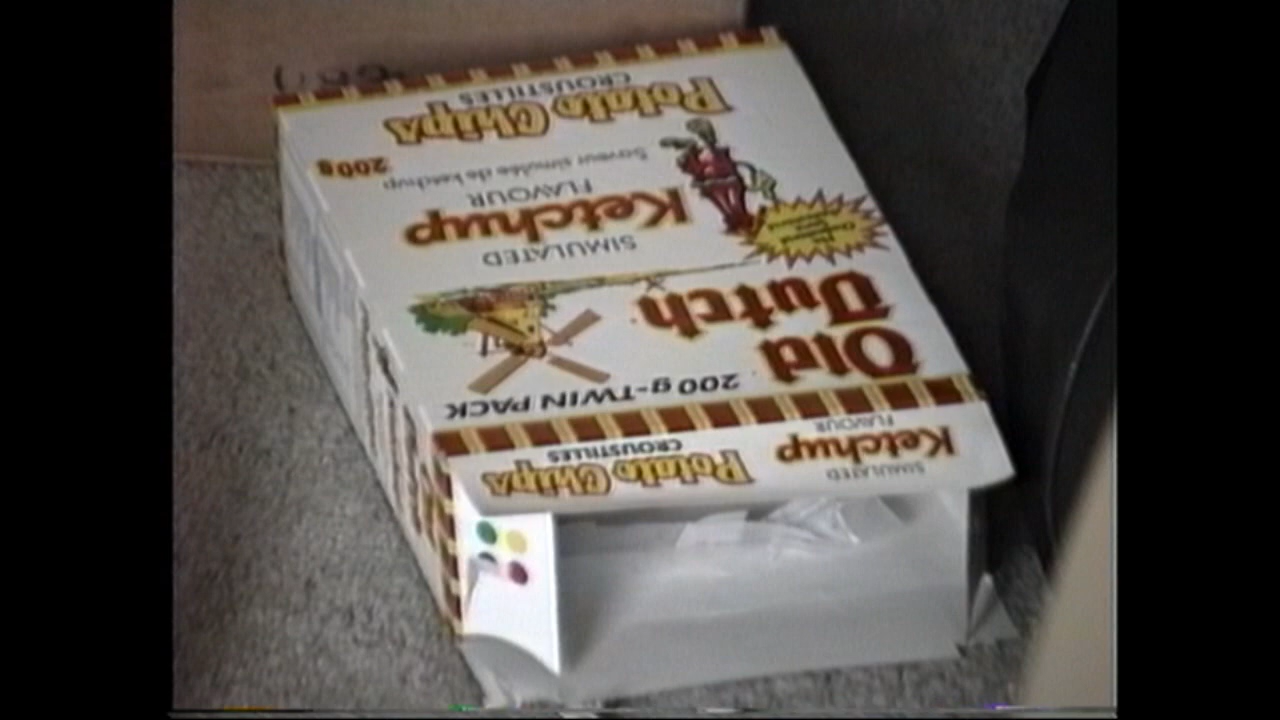 200 g-TWIN PACK
Old
Dutch
SIMULATED
Ketchup
FLAVOUR
Saveur simulée de ketchup
200g
Potato Chips
CROUSTILLES
SIMULATED
Ketchup
FLAVOUR
Potato Chips
CROUSTILLES